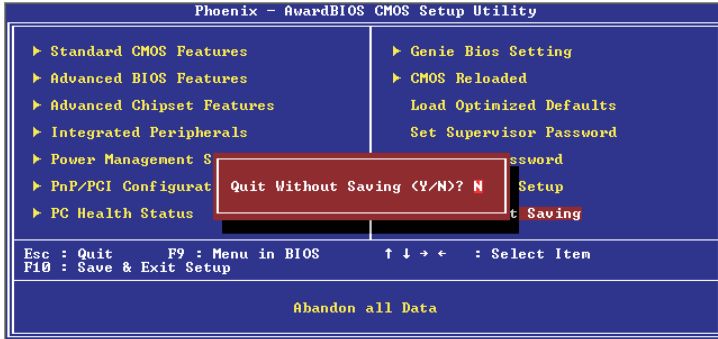 Phoenix - AwardBIOS CMOS Setup Utility
Standard CMOS Features
Advanced BIOS Features
Advanced Chipset Features
Integrated Peripherals
Power Management S
PnP/PCI Configurat
PC Health Status
Genie Bios Setting
CMOS Reloaded
Load Optimized Defaults
Set Supervisor Password
ssword
Setup
t Saving
Quit Without Saving (Y/N)? N
Esc : Quit F9 : Menu in BIOS ↑ ↓ → ← : Select Item
F10 : Save & Exit Setup
Abandon all Data